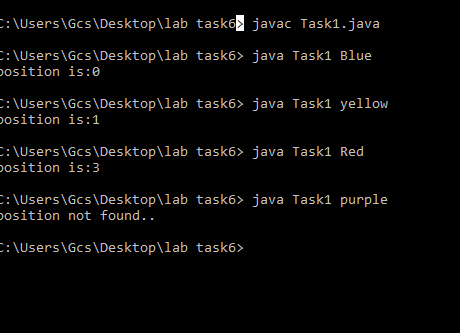 C:\Users\Gcs\Desktop\lab task6> javac Task1.java
C:\Users\Gcs\Desktop\lab task6> java Task1 Blue
position is:0
C:\Users\Gcs\Desktop\lab task6> java Task1 yellow
position is:1
C:\Users\Gcs\Desktop\lab task6> java Task1 Red
position is:3
C:\Users\Gcs\Desktop\lab task6> java Task1 purple
position not found..
C:\Users\Gcs\Desktop\lab task6>